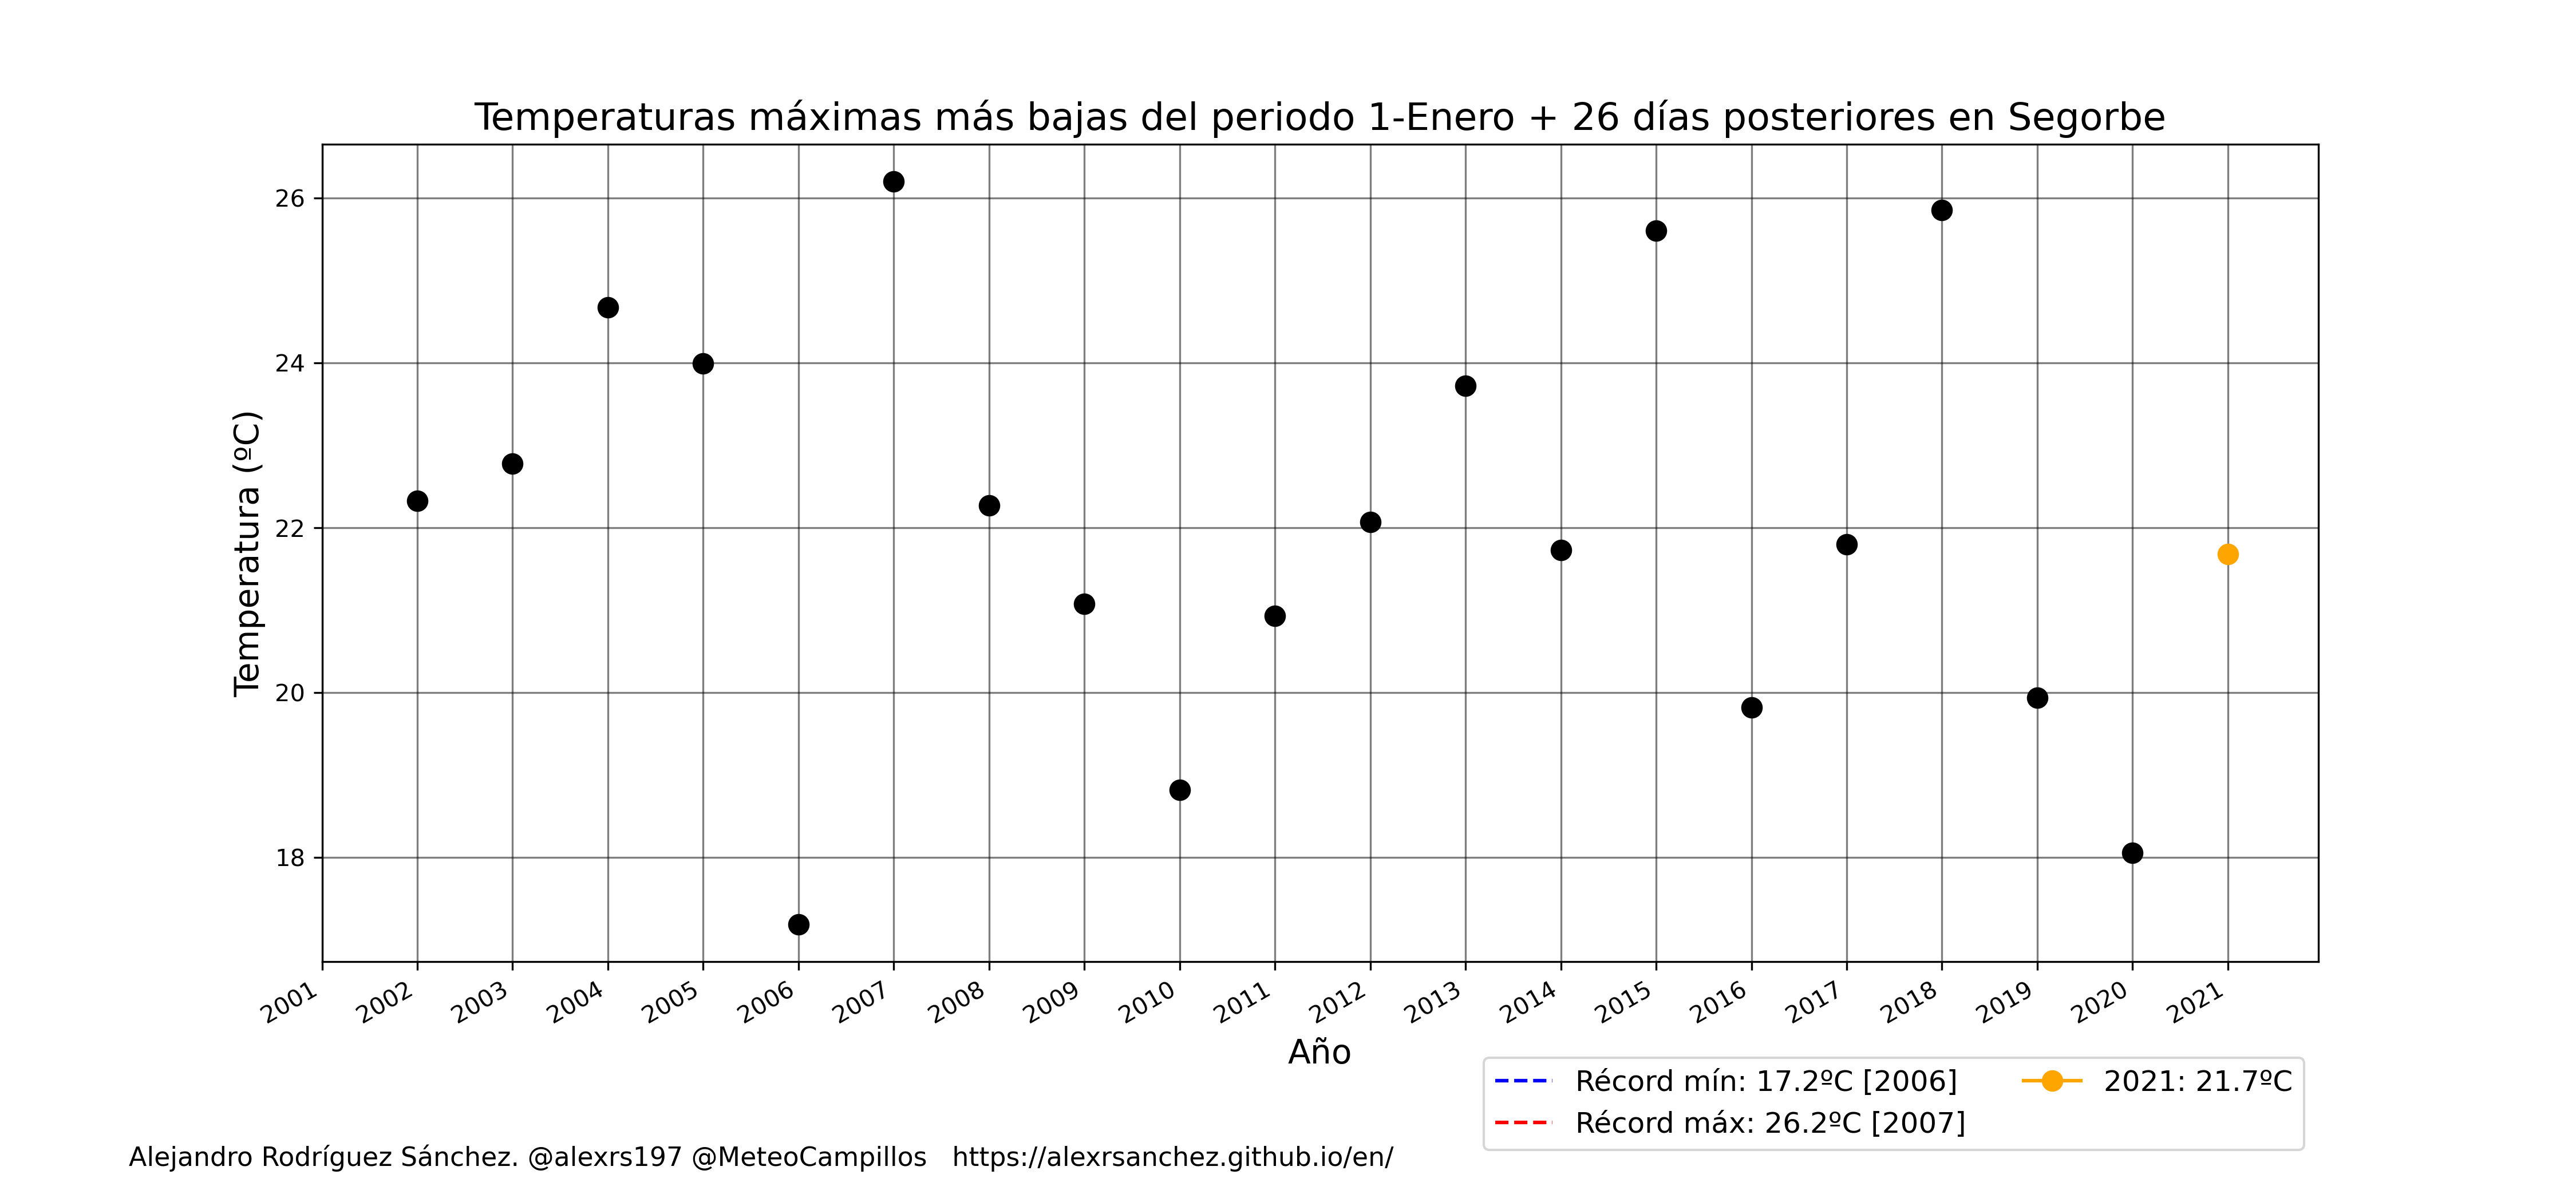 Temperaturas máximas más bajas del periodo 1-Enero + 26 días posteriores en Segorbe
Temperatura (ºC)
26
24
22
20
18
2001 2002 2003 2004 2005 2006 2007 2008 2009 2010 2011 2012 2013 2014 2015 2016 2017 2018 2019 2020 2021
Año
Récord mín: 17.2ºC [2006]
Récord máx: 26.2ºC [2007]
2021: 21.7ºC
Alejandro Rodríguez Sánchez. @alexrs197 @MeteoCampillos https://alexrsanchez.github.io/en/